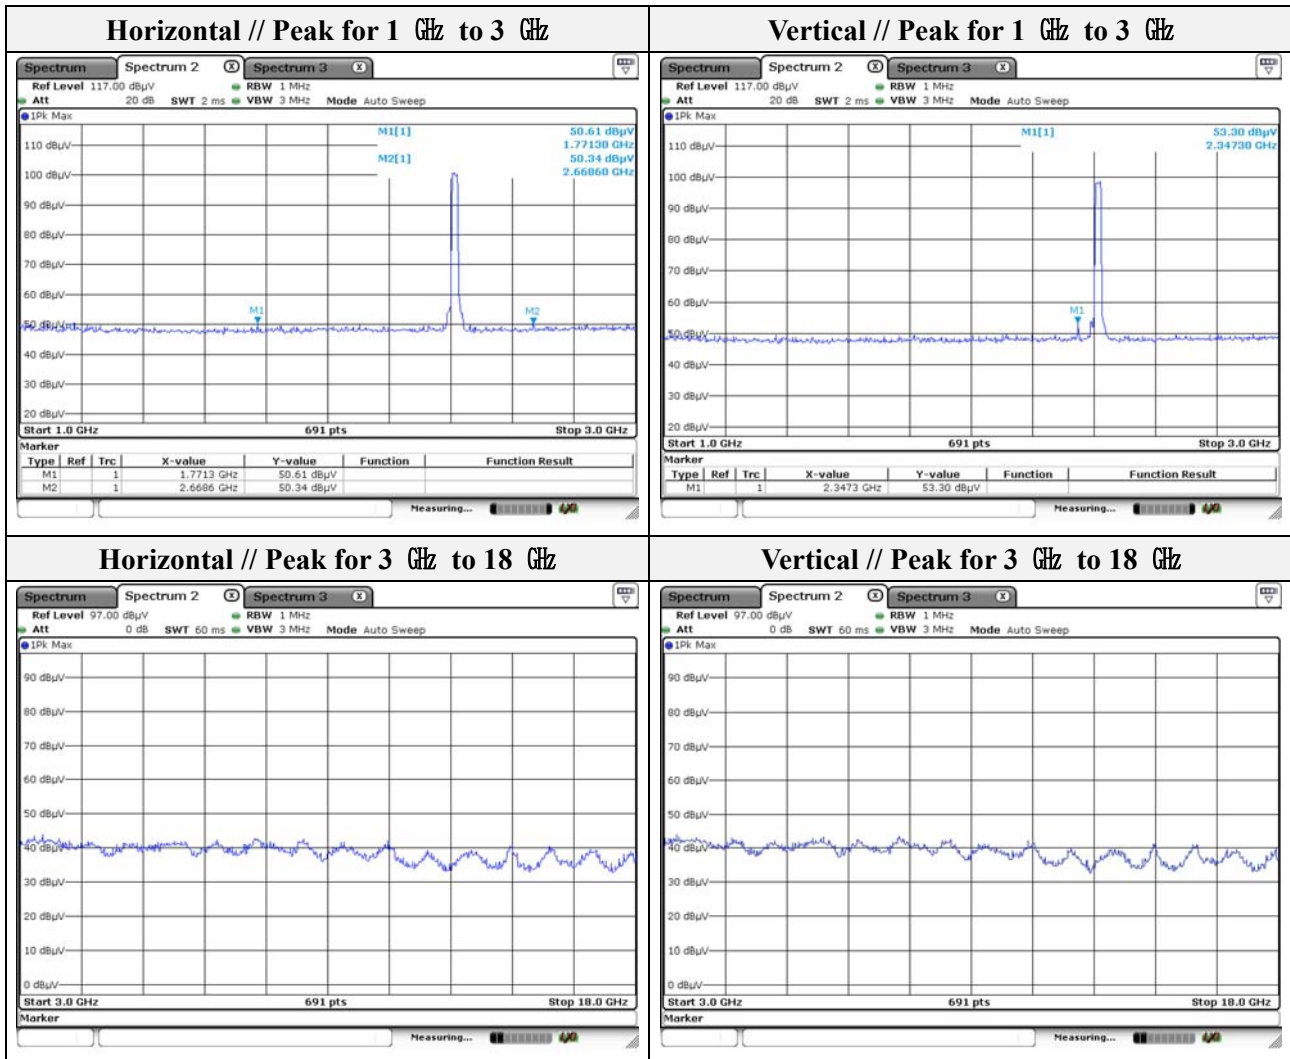 Horizontal // Peak for 1 ㎓ to 3 ㎓
Spectrum Spectrum 2 X Spectrum 3 X
Ref Level 117.00 dBµV RBW 1 MHz
Att 20 dB SWT 2 ms VBW 3 MHz Mode Auto Sweep
1Pk Max
M1[1] 50.61 dBµV
1.77130 GHz
M2[1] 50.34 dBµV
2.66860 GHz
110 dBµV
100 dBµV
90 dBµV
80 dBµV
70 dBµV
60 dBµV
M1 M2
50 dBµV
40 dBµV
30 dBµV
20 dBµV
Start 1.0 GHz 691 pts Stop 3.0 GHz
Marker
Type Ref Trc X-value Y-value Function Function Result
M1 1 1.7713 GHz 50.61 dBµV
M2 1 2.6686 GHz 50.34 dBµV
Measuring...
Vertical // Peak for 1 ㎓ to 3 ㎓
Spectrum Spectrum 2 X Spectrum 3 X
Ref Level 117.00 dBµV RBW 1 MHz
Att 20 dB SWT 2 ms VBW 3 MHz Mode Auto Sweep
1Pk Max
M1[1] 53.30 dBµV
2.34730 GHz
110 dBµV
100 dBµV
90 dBµV
80 dBµV
70 dBµV
60 dBµV
M1
50 dBµV
40 dBµV
30 dBµV
20 dBµV
Start 1.0 GHz 691 pts Stop 3.0 GHz
Marker
Type Ref Trc X-value Y-value Function Function Result
M1 1 2.3473 GHz 53.30 dBµV
Measuring...
Horizontal // Peak for 3 ㎓ to 18 ㎓
Spectrum Spectrum 2 X Spectrum 3 X
Ref Level 97.00 dBµV RBW 1 MHz
Att 0 dB SWT 60 ms VBW 3 MHz Mode Auto Sweep
1Pk Max
90 dBµV
80 dBµV
70 dBµV
60 dBµV
50 dBµV
40 dBµV
30 dBµV
20 dBµV
10 dBµV
0 dBµV
Start 3.0 GHz 691 pts Stop 18.0 GHz
Marker
Measuring...
Vertical // Peak for 3 ㎓ to 18 ㎓
Spectrum Spectrum 2 X Spectrum 3 X
Ref Level 97.00 dBµV RBW 1 MHz
Att 0 dB SWT 60 ms VBW 3 MHz Mode Auto Sweep
1Pk Max
90 dBµV
80 dBµV
70 dBµV
60 dBµV
50 dBµV
40 dBµV
30 dBµV
20 dBµV
10 dBµV
0 dBµV
Start 3.0 GHz 691 pts Stop 18.0 GHz
Marker
Measuring...